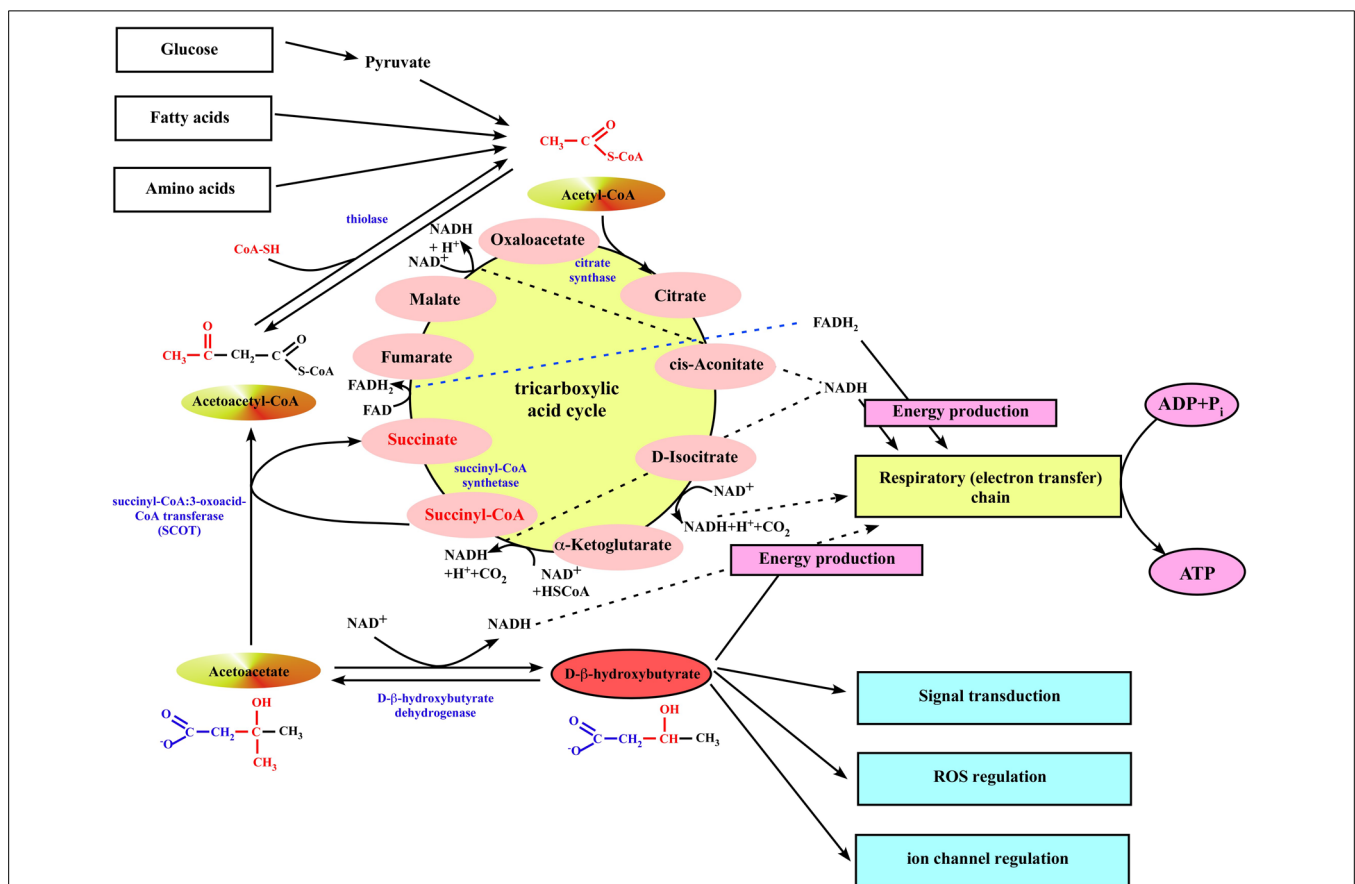 Glucose
Pyruvate
Fatty acids
Amino acids
O
CH3
C
S-CoA
Acetyl-CoA
thiolase
CoA-SH
NADH
+ H+
NAD+
Oxaloacetate
citrate
synthase
Citrate
Malate
Fumarate
FADH2
FAD
cis-Aconitate
tricarboxylic
acid cycle
FADH2
NADH
Energy production
ADP+Pi
Respiratory (electron transfer)
chain
ATP
O
CH3
C
CH2
C
O
S-CoA
Acetoacetyl-CoA
Succinate
succinyl-CoA
synthetase
Succinyl-CoA
D-Isocitrate
NAD+
NADH+H++CO2
α-Ketoglutarate
NADH
+H++CO2
NAD+
+HSCoA
Energy production
succinyl-CoA:3-oxoacid-
CoA transferase
(SCOT)
NAD+
NADH
Acetoacetate
D-β-hydroxybutyrate
D-β-hydroxybutyrate
dehydrogenase
O
-O
C
CH2
OH
C
CH3
CH3
O
-O
C
CH2
OH
CH
CH3
Signal transduction
ROS regulation
ion channel regulation